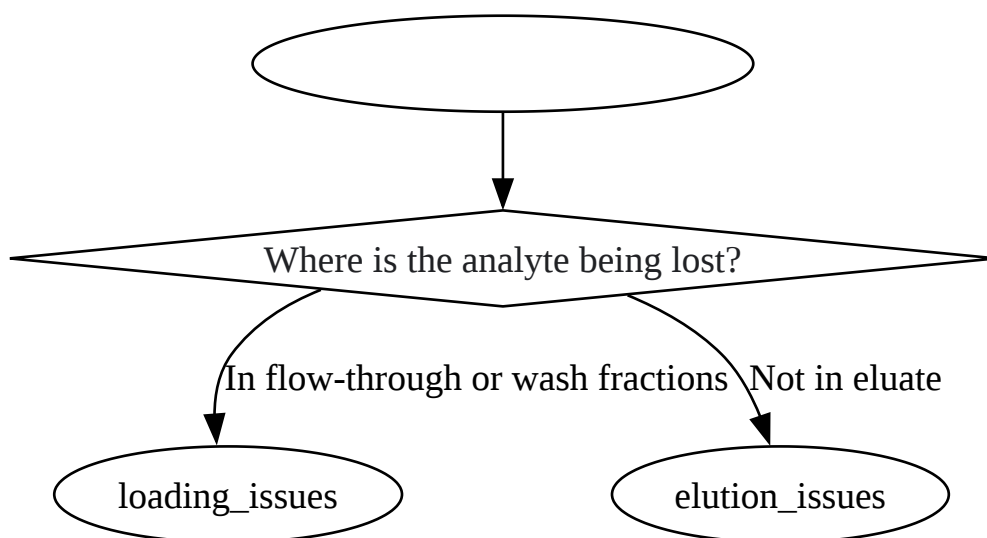 Where is the analyte being lost?
In flow-through or wash fractions
Not in eluate
loading_issues
elution_issues